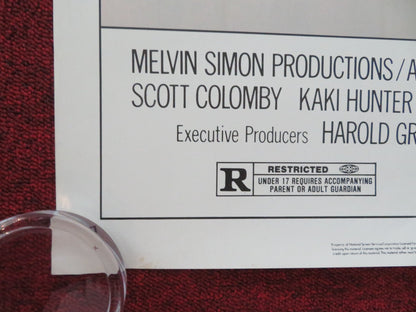 MELVIN SIMON PRODUCTIONS / A
SCOTT COLOMBY KAKI HUNTER
Executive Producers HAROLD GR
R RESTRICTED
UNDER 17 REQUIRES ACCOMPANYING
PARENT OR ADULT GUARDIAN